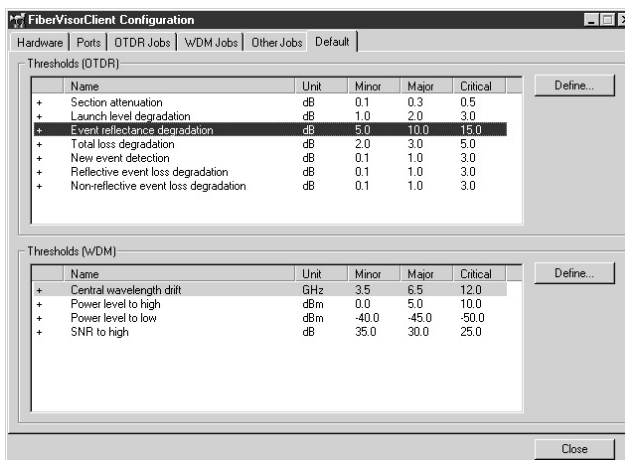 FiberVisorClient Configuration
Hardware Ports OTDR Jobs WDM Jobs Other Jobs Default
Thresholds (OTDR)
Name Unit Minor Major Critical
Define...
+ Section attenuation dB 0.1 0.3 0.5
+ Launch level degradation dB 1.0 2.0 3.0
+ Event reflectance degradation dB 5.0 10.0 15.0
+ Total loss degradation dB 2.0 3.0 5.0
+ New event detection dB 0.1 1.0 3.0
+ Reflective event loss degradation dB 0.1 1.0 3.0
+ Non-reflective event loss degradation dB 0.1 1.0 3.0
Thresholds (WDM)
Name Unit Minor Major Critical
Define...
+ Central wavelength drift GHz 3.5 6.5 12.0
+ Power level to high dBm 0.0 5.0 10.0
+ Power level to low dBm -40.0 -45.0 -50.0
+ SNR to high dB 35.0 30.0 25.0
Close